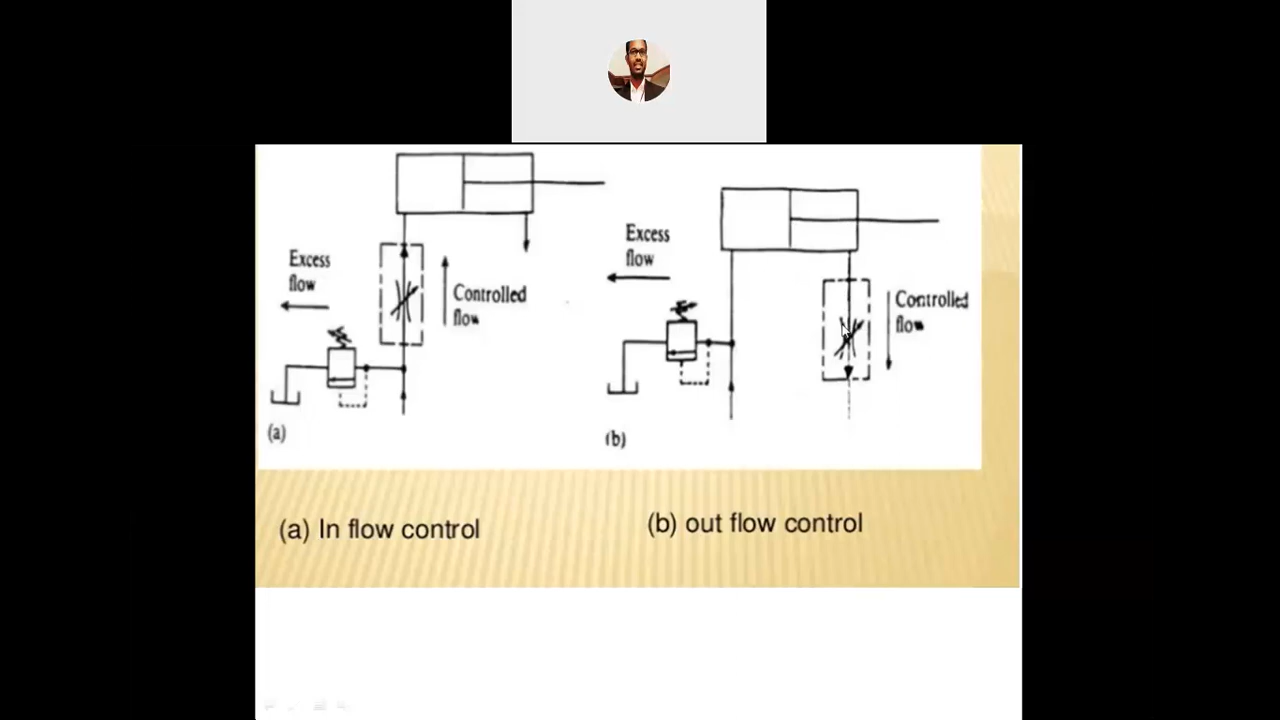 Excess
flow
Controlled
flow
(a)
Excess
flow
Controlled
flow
(b)
(a) In flow control
(b) out flow control